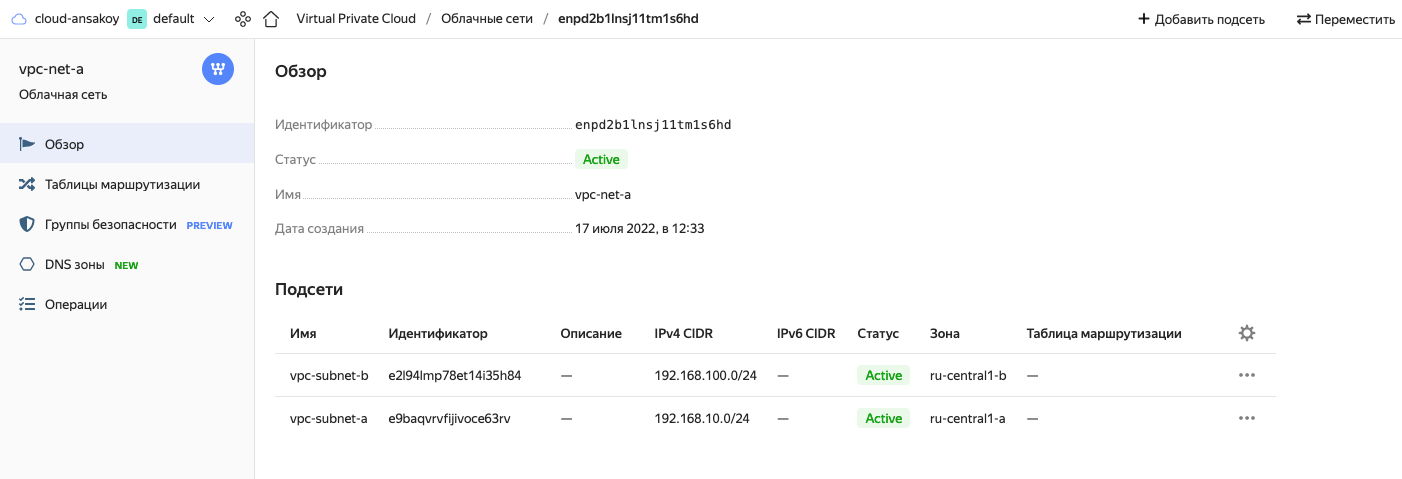 cloud-ansakoy DE default Virtual Private Cloud / Облачные сети / enpd2b1lnsj11tm1s6hd + Добавить подсеть Переместить
vpc-net-a
Облачная сеть
Обзор
Таблицы маршрутизации
Группы безопасности PREVIEW
DNS зоны NEW
Операции
Обзор
Идентификатор enpd2b1lnsj11tm1s6hd
Статус Active
Имя vpc-net-a
Дата создания 17 июля 2022, в 12:33
Подсети
Имя Идентификатор Описание IPv4 CIDR IPv6 CIDR Статус Зона Таблица маршрутизации
vpc-subnet-b e2l94lmp78et14i35h84 — 192.168.100.0/24 — Active ru-central1-b —
vpc-subnet-a e9baqvrvfijivoce63rv — 192.168.10.0/24 — Active ru-central1-a —